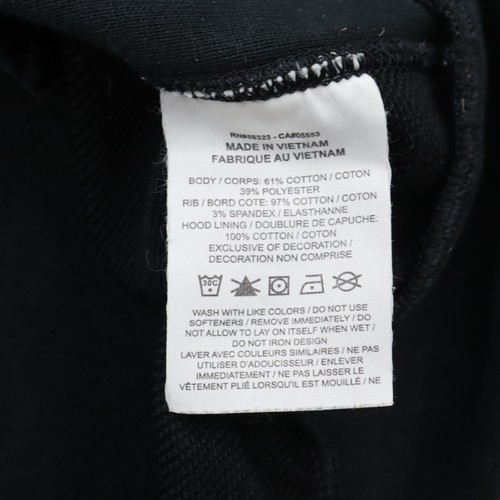 RN#56323 - CA#05553
MADE IN VIETNAM
FABRIQUE AU VIETNAM
BODY / CORPS: 61% COTTON / COTON
39% POLYESTER
RIB / BORD COTE: 97% COTTON / COTON
3% SPANDEX / ELASTHANNE
HOOD LINING / DOUBLURE DE CAPUCHE:
100% COTTON / COTON
EXCLUSIVE OF DECORATION /
DECORATION NON COMPRISE
30C
WASH WITH LIKE COLORS / DO NOT USE
SOFTENERS / REMOVE IMMEDIATELY / DO
NOT ALLOW TO LAY ON ITSELF WHEN WET /
DO NOT IRON DESIGN
LAVER AVEC COULEURS SIMILAIRES / NE PAS
UTILISER D'ADOUCISSEUR / ENLEVER
IMMEDIATEMENT / NE PAS LAISSER LE
VÊTEMENT PLIÉ LORSQU'IL EST MOUILLÉ / NE